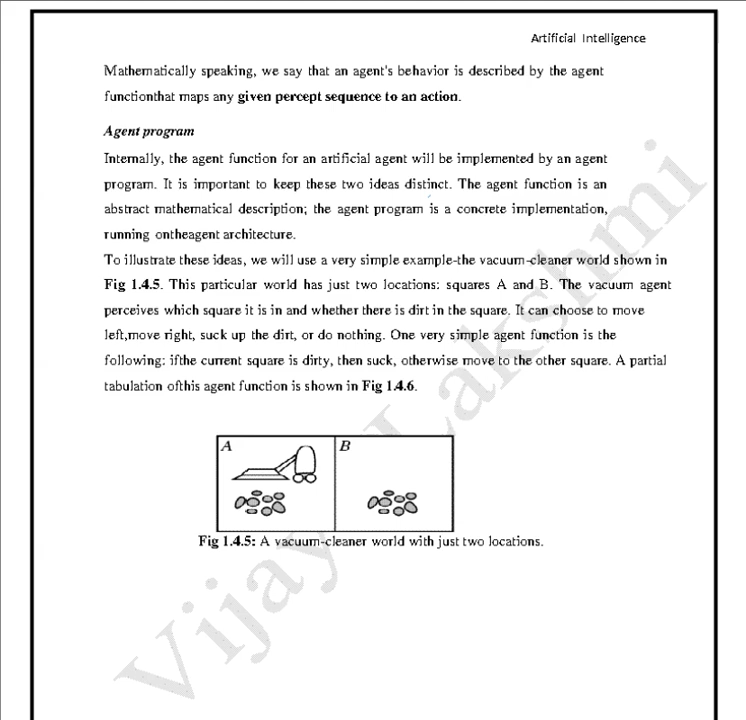 Artificial Intelligence
Mathematically speaking, we say that an agent's behavior is described by the agent
functionthat maps any given percept sequence to an action.
Agent program
Internally, the agent function for an artificial agent will be implemented by an agent
program. It is important to keep these two ideas distinct. The agent function is an
abstract mathematical description; the agent program is a concrete implementation,
running ontheagent architecture.
To illustrate these ideas, we will use a very simple example-the vacuum-cleaner world shown in
Fig 1.4.5. This particular world has just two locations: squares A and B. The vacuum agent
perceives which square it is in and whether there is dirt in the square. It can choose to move
left,move right, suck up the dirt, or do nothing. One very simple agent function is the
following: ifthe current square is dirty, then suck, otherwise move to the other square. A partial
tabulation ofthis agent function is shown in Fig 1.4.6.
A B
Fig 1.4.5: A vacuum-cleaner world with just two locations.
Vijay Lakshmi